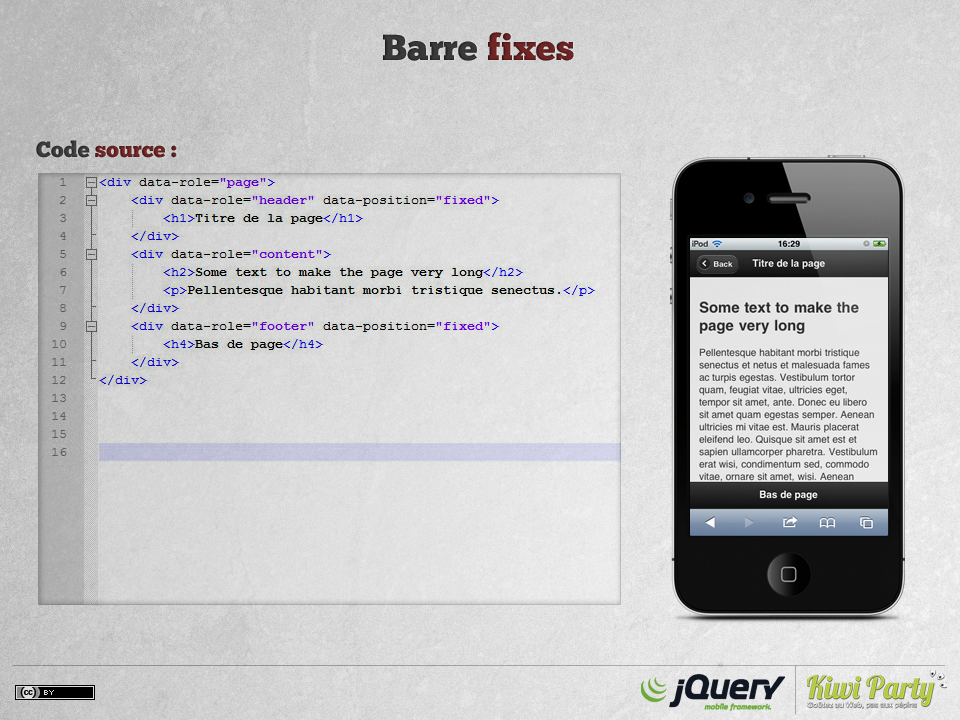 Barre fixes
Code source :
1 <div data-role="page">
2 <div data-role="header" data-position="fixed">
3 <h1>Titre de la page</h1>
4 </div>
5 <div data-role="content">
6 <h2>Some text to make the page very long</h2>
7 <p>Pellentesque habitant morbi tristique senectus.</p>
8 </div>
9 <div data-role="footer" data-position="fixed">
10 <h4>Bas de page</h4>
11 </div>
12 </div>
13
14
15
16
iPod 16:29
Back Titre de la page
Some text to make the
page very long
Pellentesque habitant morbi tristique
senectus et netus et malesuada fames
ac turpis egestas. Vestibulum tortor
quam, feugiat vitae, ultricies eget,
tempor sit amet, ante. Donec eu libero
sit amet quam egestas semper. Aenean
ultricies mi vitae est. Mauris placerat
eleifend leo. Quisque sit amet est et
sapien ullamcorper pharetra. Vestibulum
erat wisi, condimentum sed, commodo
vitae, ornare sit amet, wisi. Aenean
Bas de page
cc BY
jQuery
mobile framework.
Kiwi Party
Goûtez au Web, pas aux pépins